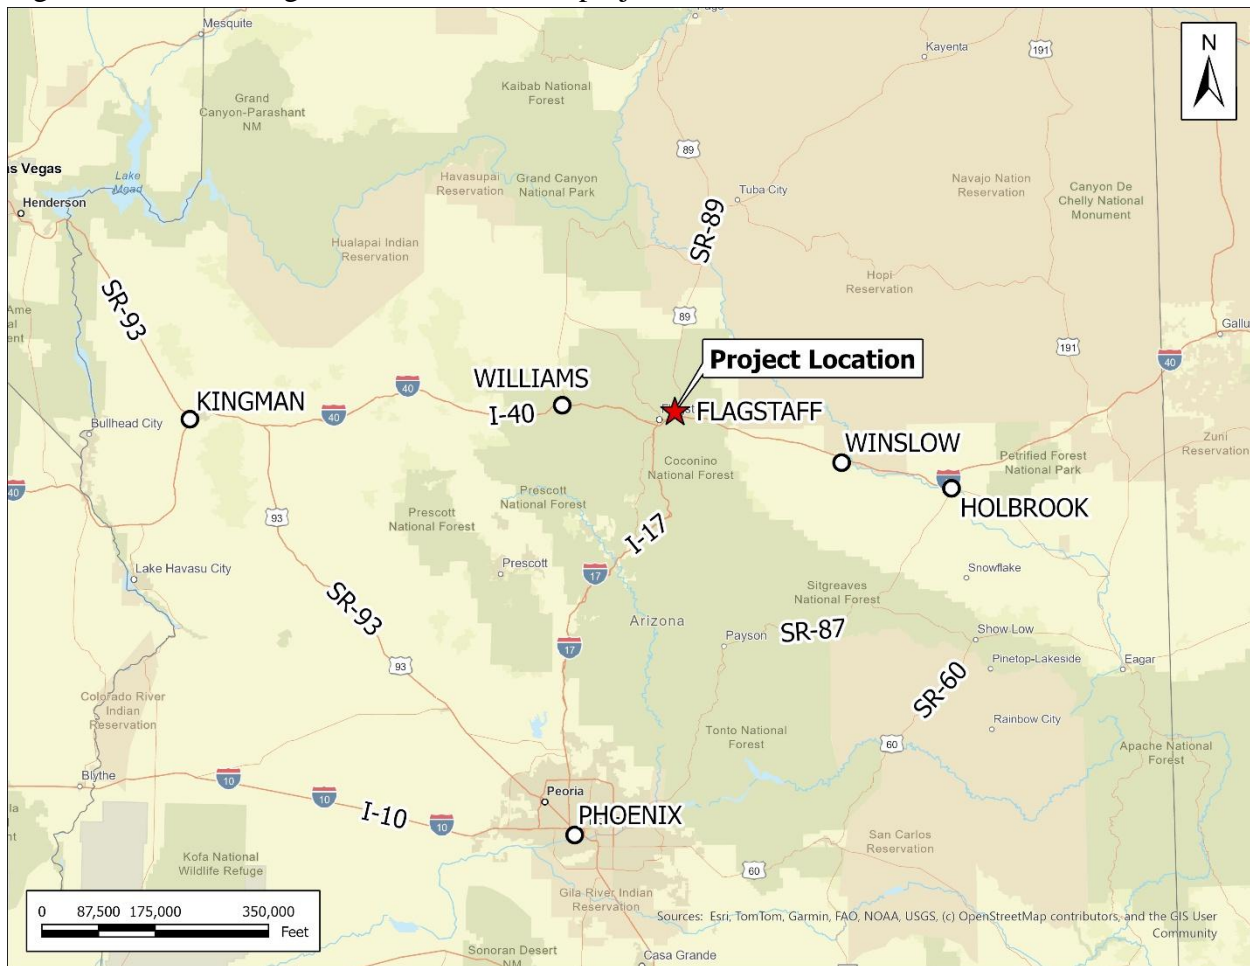 Mesquite
Page
Kayenta
191
N
Grand
Canyon-Parashant
NM
Kaibab National
Forest
89
as Vegas
Lake
Mead
Henderson
Havasupai
Reservation
Grand Canyon
National Park
Tuba City
Navajo Nation
Reservation
Canyon De
Chelly National
Monument
Hualapai Indian
Reservation
SR-89
Hopi
Reservation
SR-93
89
191
Gallu
Project Location
40
WILLIAMS
40
KINGMAN
40
I-40
FLAGSTAFF
Bullhead City
WINSLOW
Zuni
Reservation
Coconino
National Forest
Petrified Forest
National Park
40
Prescott
National Forest
HOLBROOK
93
Prescott
National Forest
I-17
Lake Havasu City
Prescott
17
Snowflake
Sitgreaves
National Forest
SR-93
Arizona
Payson
SR-87
Show Low
17
93
Pinetop-Lakeside
Eagar
Colorado River
Indian
Reservation
SR-60
Rainbow City
Tonto National
Forest
60
Apache National
Forest
Blythe
10
10
Peoria
I-10
10
PHOENIX
San Carlos
Reservation
Kofa National
Wildlife Refuge
60
Gila River Indian
Reservation
0 87,500 175,000 350,000
Feet
Sources: Esri, TomTom, Garmin, FAO, NOAA, USGS, (c) OpenStreetMap contributors, and the GIS User
Community
Sonoran Desert
NM
Casa Grande